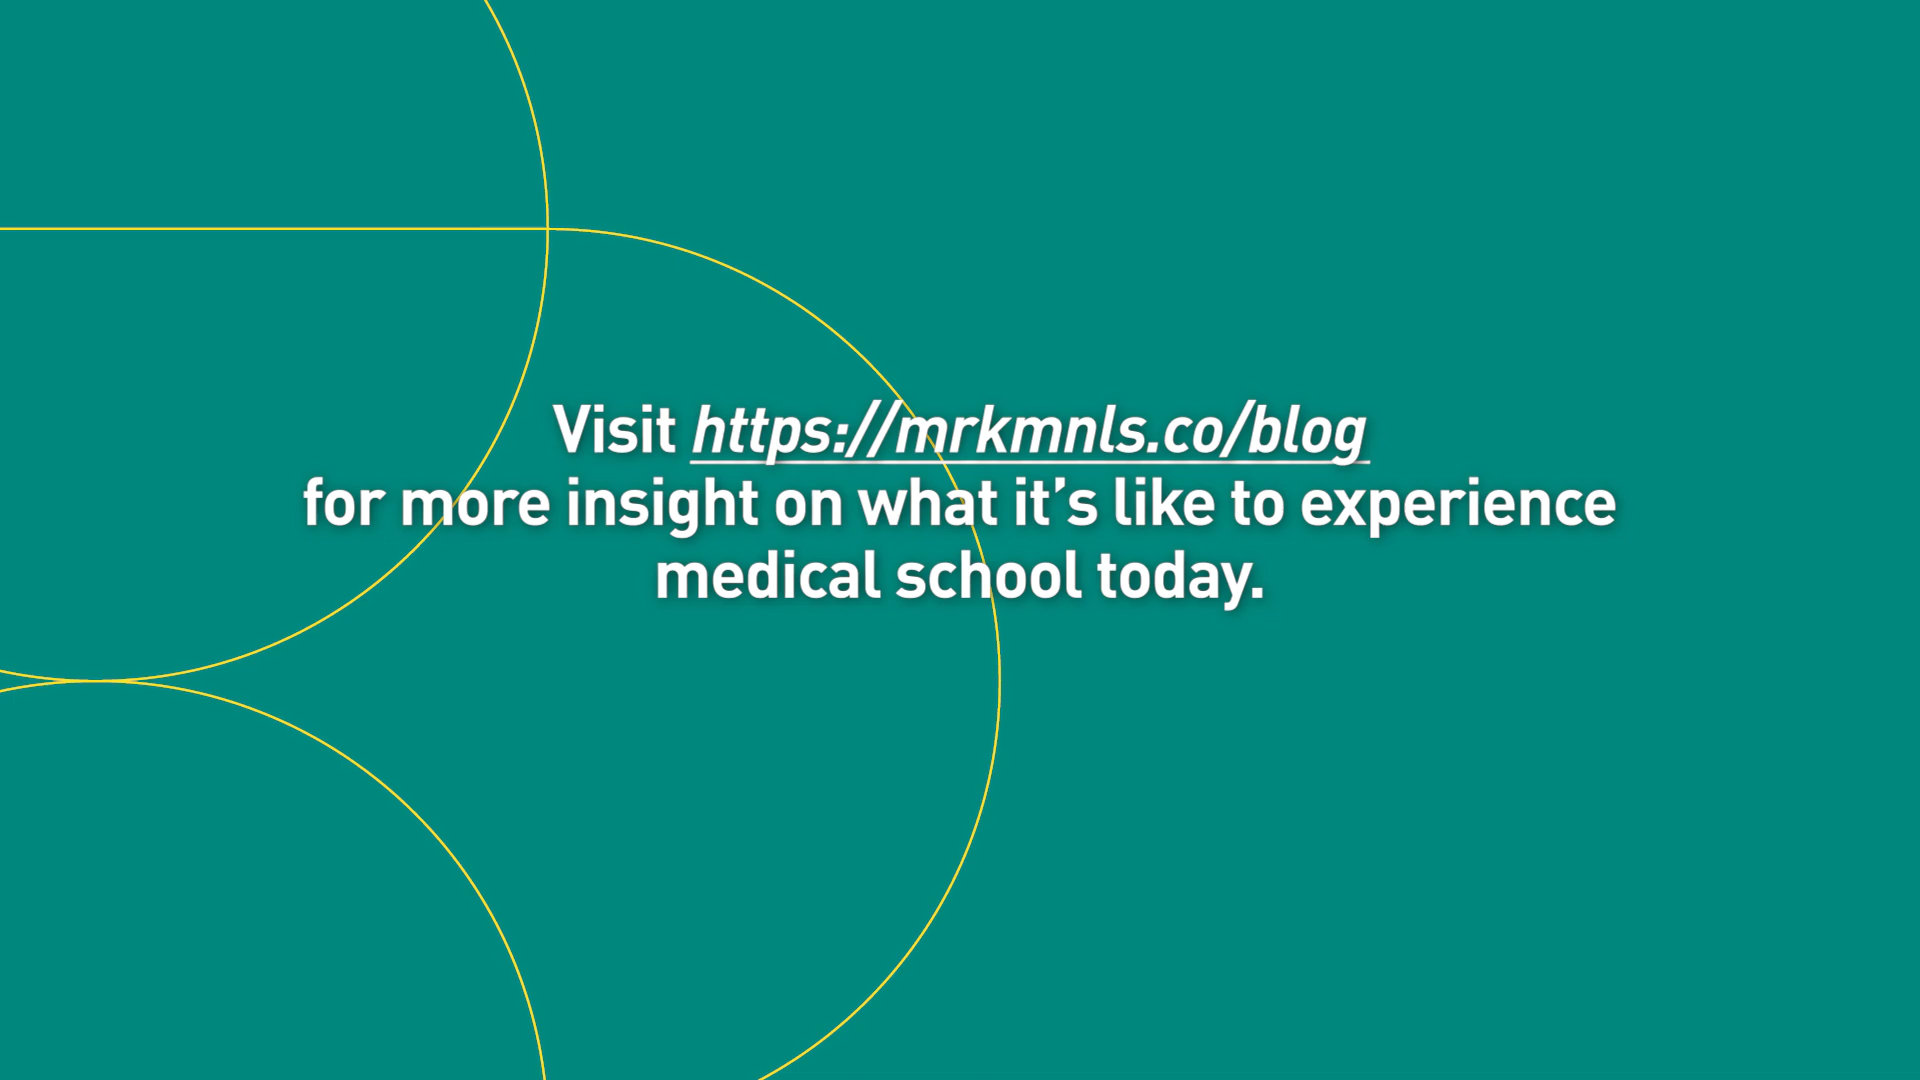 Visit https://mrkmnls.co/blog
for more insight on what it’s like to experience
medical school today.